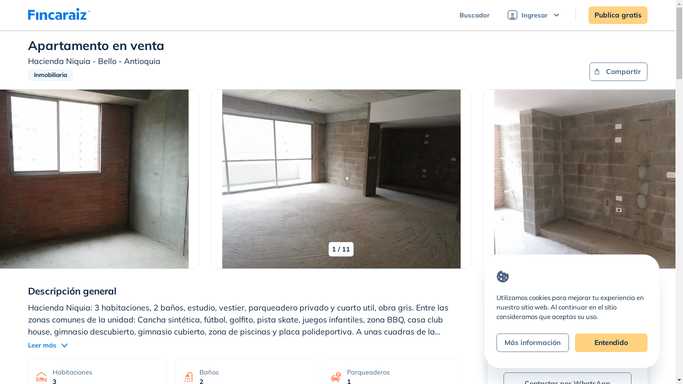 Fincaraiz
Buscador
Ingresar
Publica gratis
Apartamento en venta
Hacienda Niquia - Bello - Antioquia
Inmobiliaria
Compartir
1 / 11
Descripción general
Hacienda Niquia: 3 habitaciones, 2 baños, estudio, vestier, parqueadero privado y cuarto util, obra gris. Entre las
zonas comunes de la unidad: Cancha sintética, fútbol, golfito, pista skate, juegos infantiles, zona BBQ, casa club
house, gimnasio descubierto, gimnasio cubierto, zona de piscinas y placa polideportiva. A unas cuadras de la...
Leer más
Habitaciones
3
Baños
2
Parqueaderos
1
Utilizamos cookies para mejorar tu experiencia en
nuestro sitio web. Al continuar en el sitio
consideramos que aceptas su uso.
Más información
Entendido
Contactar por WhatsApp